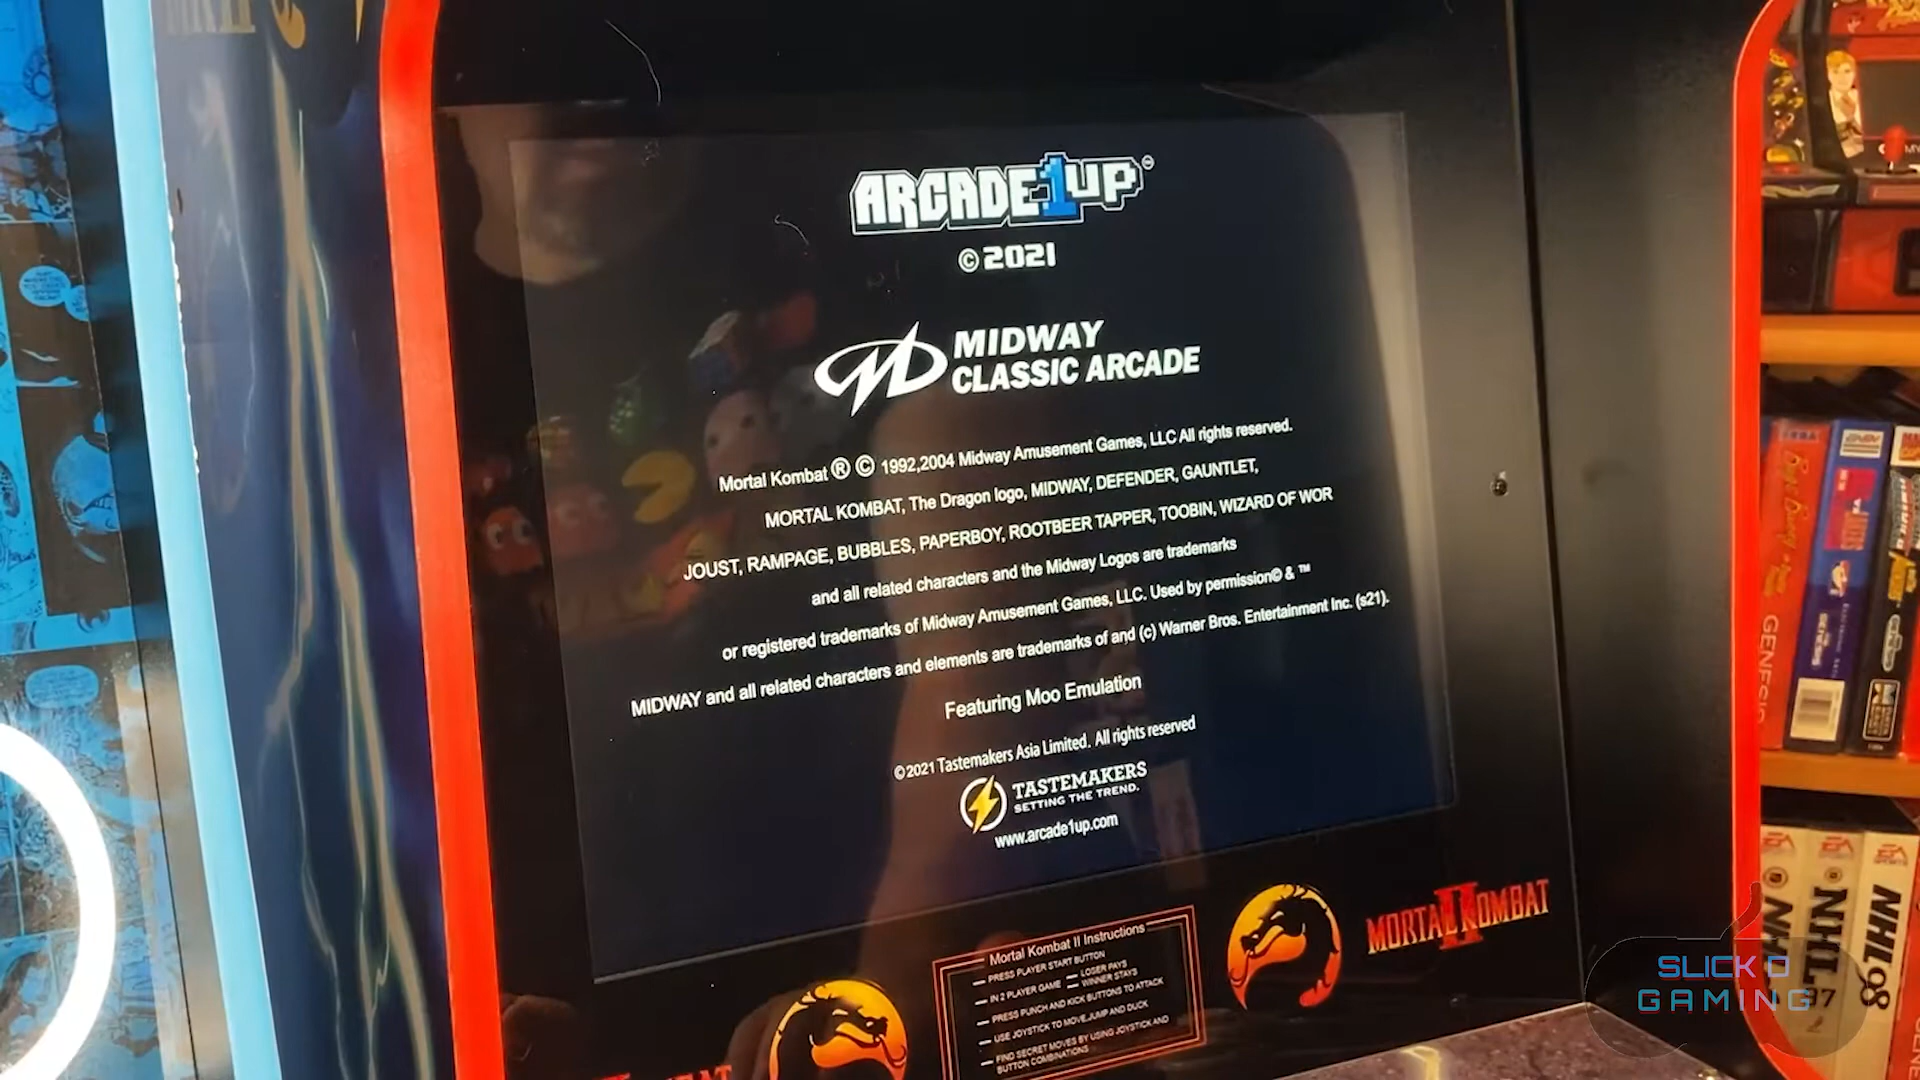 ARCADE1UP
© 2021
MIDWAY
CLASSIC ARCADE
Mortal Kombat ® © 1992,2004 Midway Amusement Games, LLC All rights reserved.
MORTAL KOMBAT, The Dragon logo, MIDWAY, DEFENDER, GAUNTLET,
JOUST, RAMPAGE, BUBBLES, PAPERBOY, ROOTBEER TAPPER, TOOBIN, WIZARD OF WOR
and all related characters and the Midway Logos are trademarks
or registered trademarks of Midway Amusement Games, LLC. Used by permission© & ™
MIDWAY and all related characters and elements are trademarks of and (c) Warner Bros. Entertainment Inc. (s21).
Featuring Moo Emulation
©2021 Tastemakers Asia Limited. All rights reserved
TASTEMAKERS
SETTING THE TREND.
www.arcade1up.com
Mortal Kombat II Instructions
PRESS PLAYER START BUTTON
IN 2 PLAYER GAME
LOSER PAYS
WINNER STAYS
PRESS PUNCH AND KICK BUTTONS TO ATTACK
USE JOYSTICK TO MOVE,JUMP AND DUCK
FIND SECRET MOVES BY USING JOYSTICK AND
BUTTON COMBINATIONS
MORTAL KOMBAT
II
GENESIS
NHL 97
NHL 98
SLICK D
GAMING